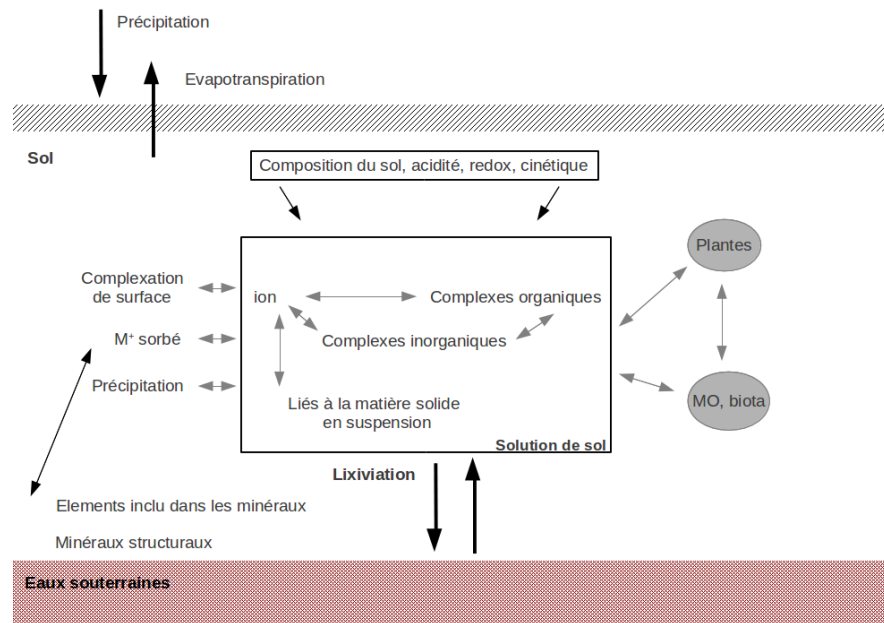 Précipitation
Evapotranspiration
Sol
Composition du sol, acidité, redox, cinétique
Plantes
Complexation
de surface
ion
Complexes organiques
M⁺ sorbé
Complexes inorganiques
Précipitation
MO, biota
Liés à la matière solide
en suspension
Solution de sol
Lixiviation
Elements inclu dans les minéraux
Minéraux structuraux
Eaux souterraines